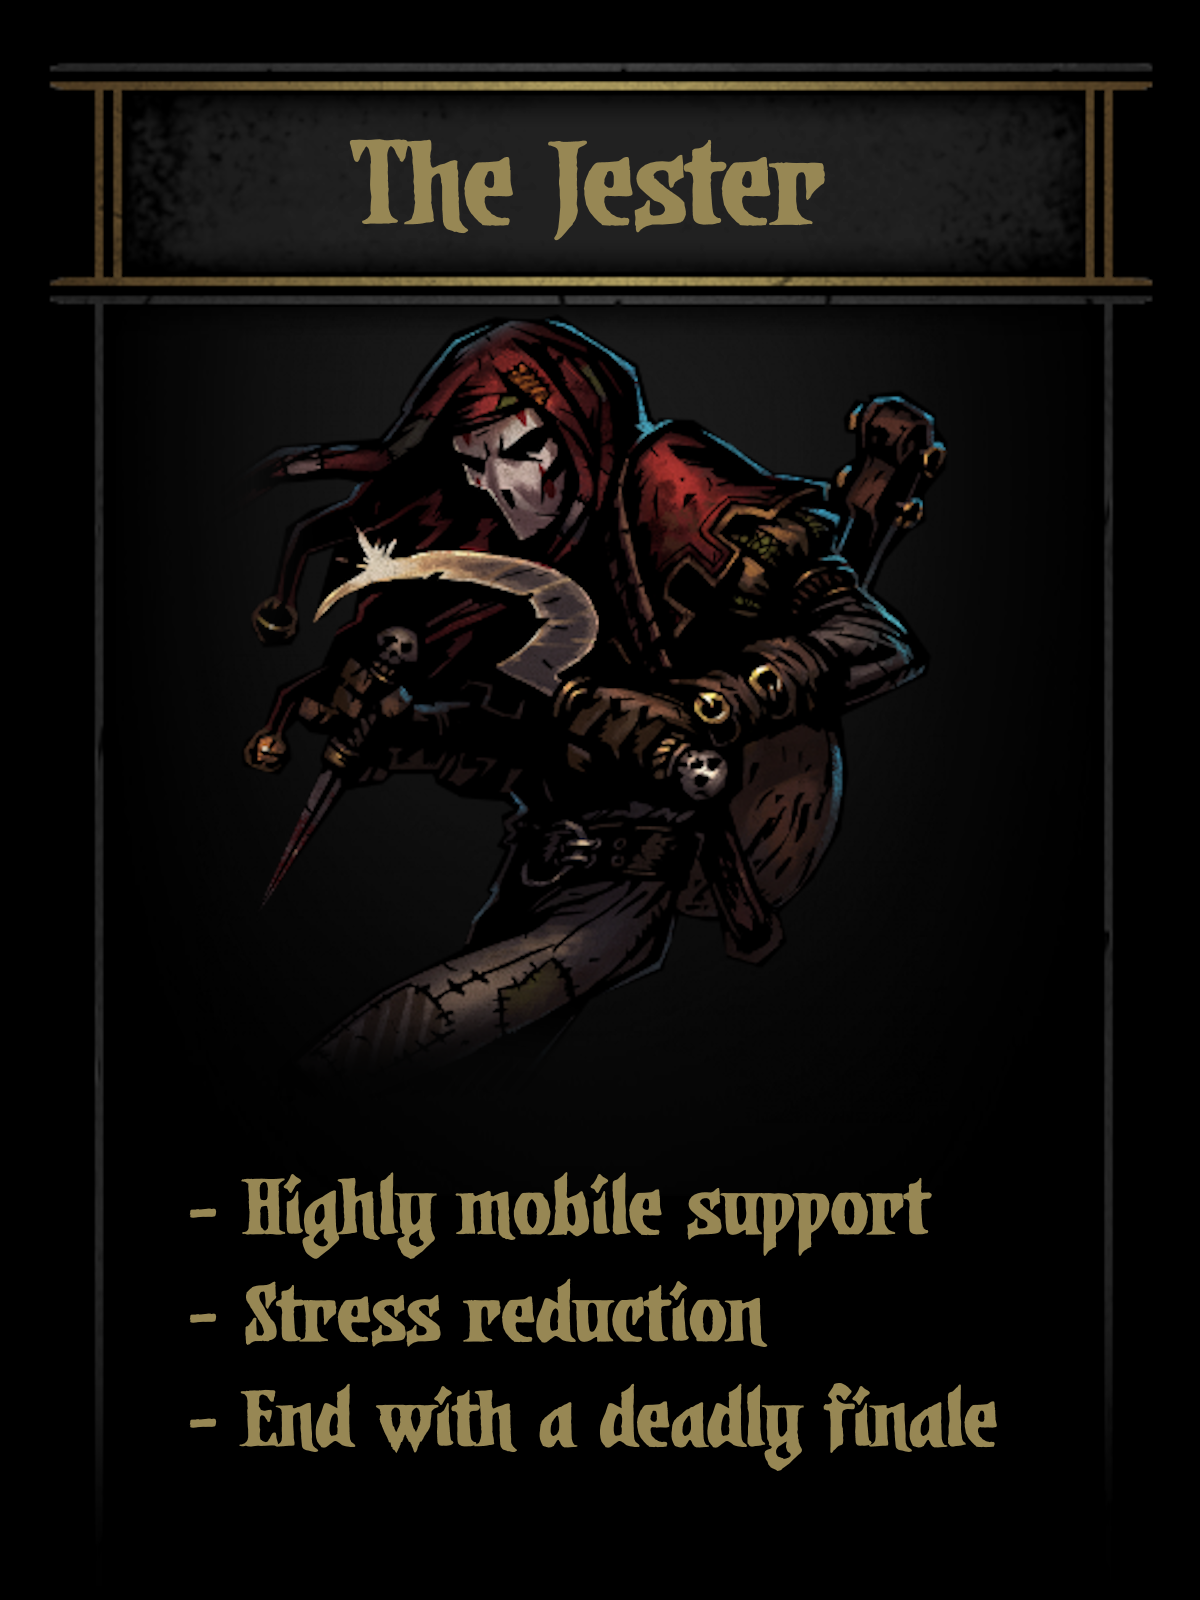 The Jester
- Highly mobile support
- Stress reduction
- End with a deadly finale